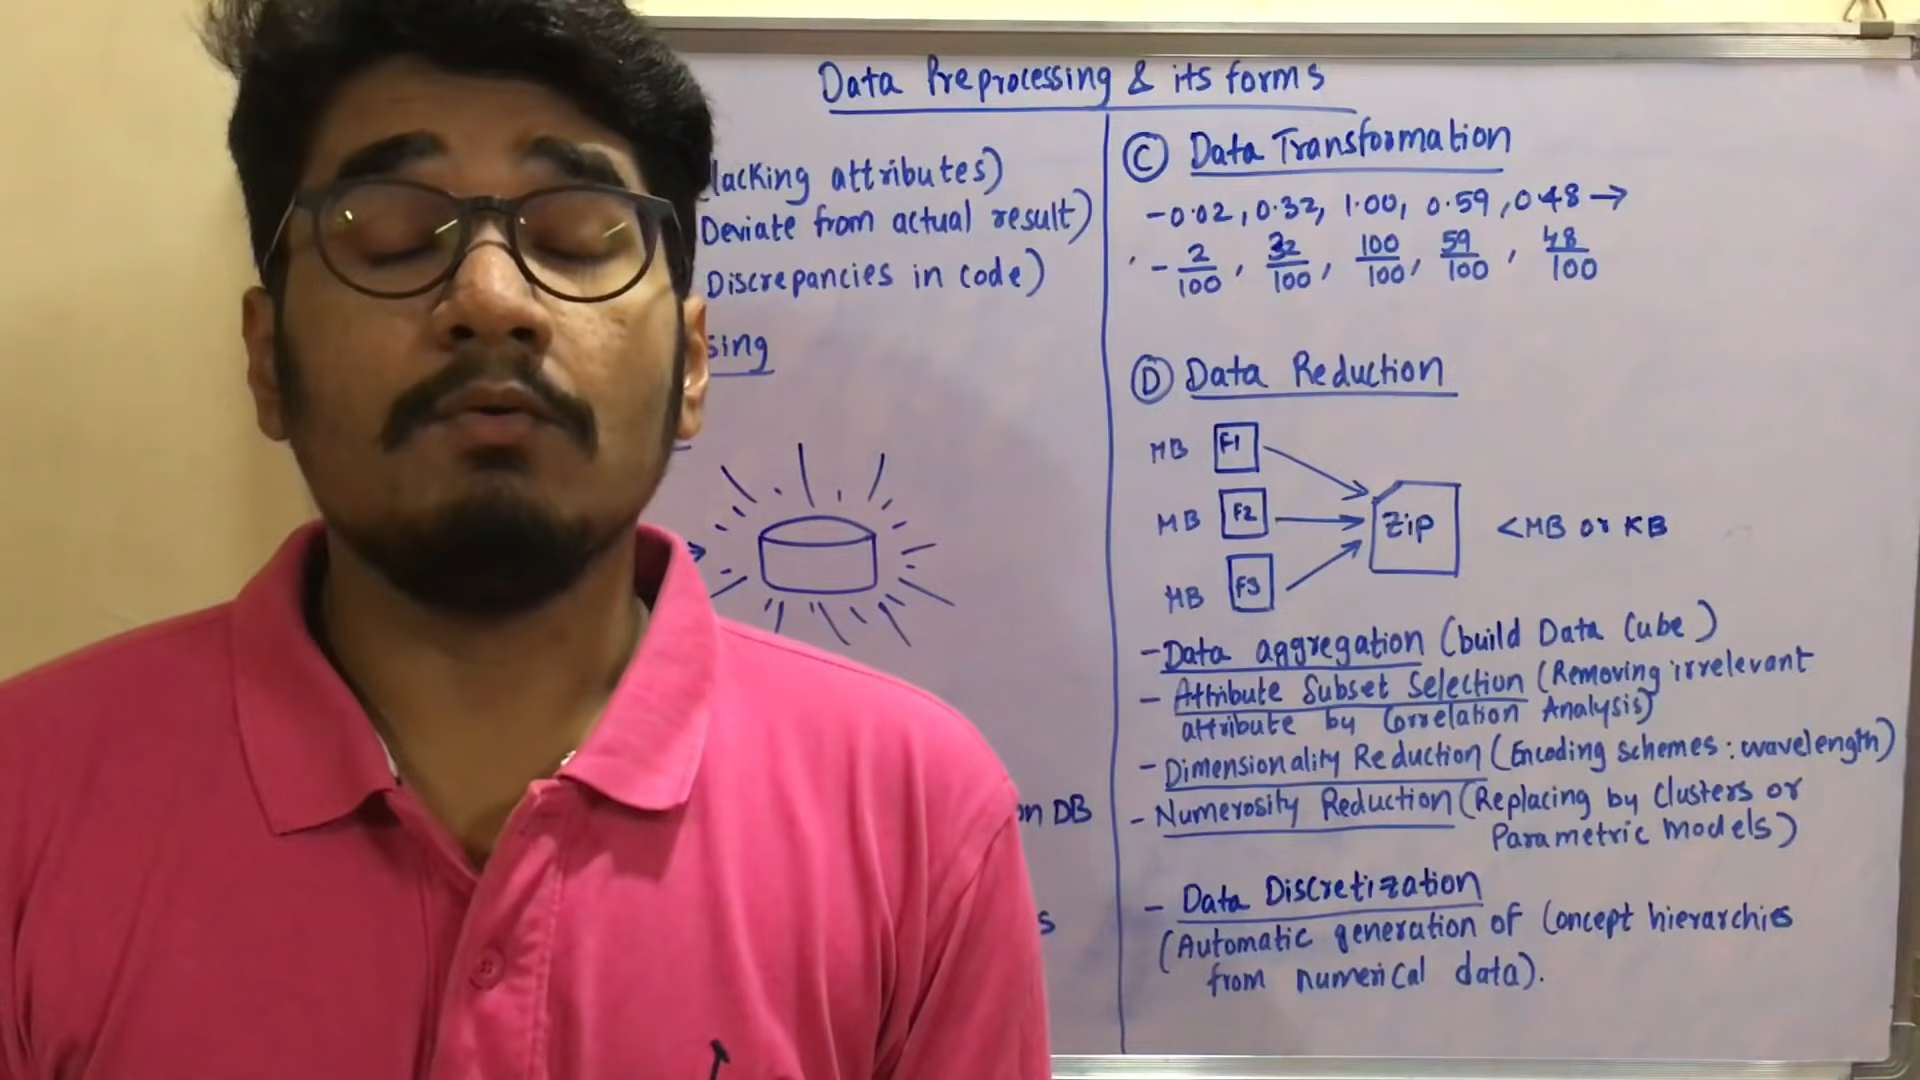 Data Preprocessing & its forms
(lacking attributes)
Deviate from actual result)
Discrepancies in code)
sing
on DB
s
Ⓒ Data Transformation
-0.02, 0.32, 1.00, 0.59, 0.48 →
- 2/100, 32/100, 100/100, 59/100, 48/100
Ⓓ Data Reduction
MB F1
MB F2 Zip <MB or KB
MB F3
- Data aggregation (build Data Cube)
- Attribute Subset Selection (Removing irrelevant
attribute by Correlation Analysis)
- Dimensionality Reduction (Encoding schemes: wavelength)
- Numerosity Reduction (Replacing by clusters or
Parametric Models)
- Data Discretization
(Automatic generation of Concept hierarchies
from numerical data).